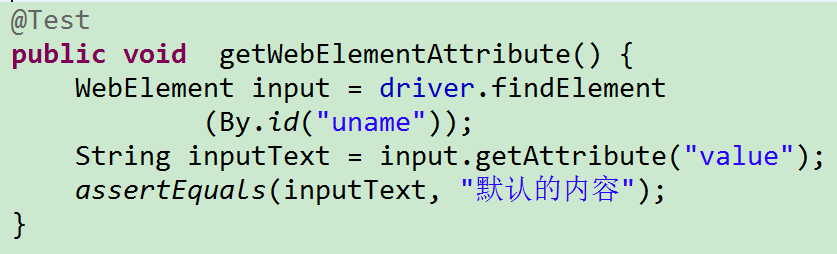 @Test
public void  getWebElementAttribute() {
    WebElement input = driver.findElement
            (By.id("uname"));
    String inputText = input.getAttribute("value");
    assertEquals(inputText, "默认的内容");
}